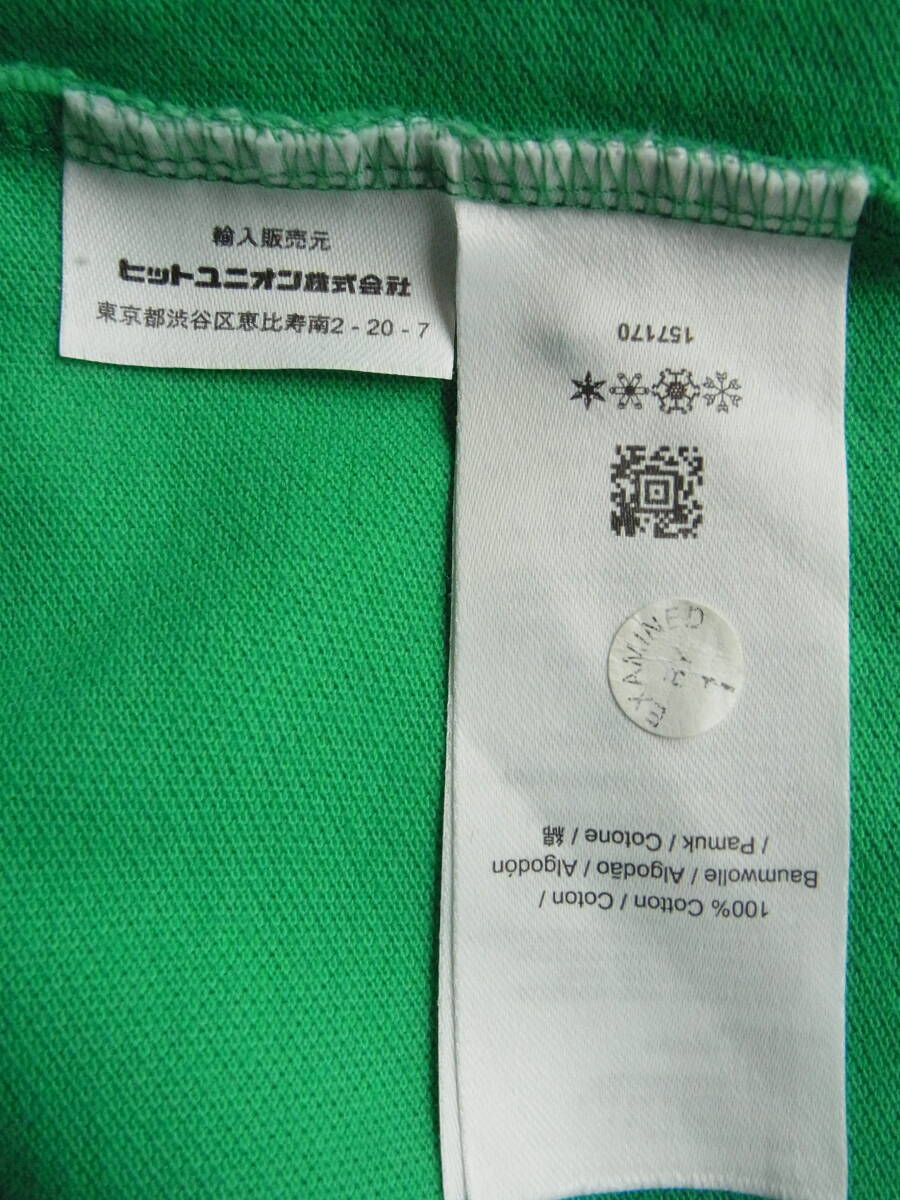 輸入販売元
ヒットユニオン株式会社
東京都渋谷区恵比寿南2 - 20 - 7
100% Cotton / Coton /
Baumwolle / Algodão / Algodón
/ Pamuk / Cotone / 綿
EXAMINED
BY
157170